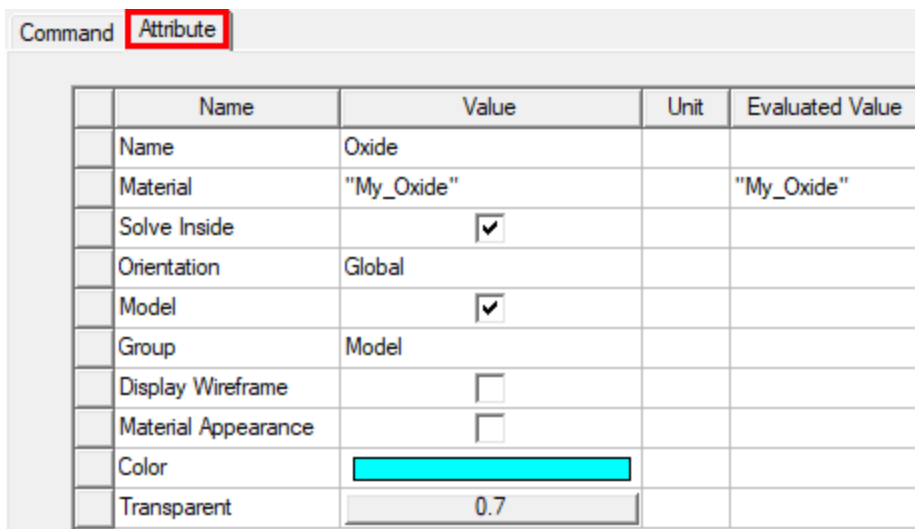 Command Attribute
Name Value Unit Evaluated Value
Name Oxide
Material "My_Oxide" "My_Oxide"
Solve Inside
Orientation Global
Model
Group Model
Display Wireframe
Material Appearance
Color
Transparent 0.7